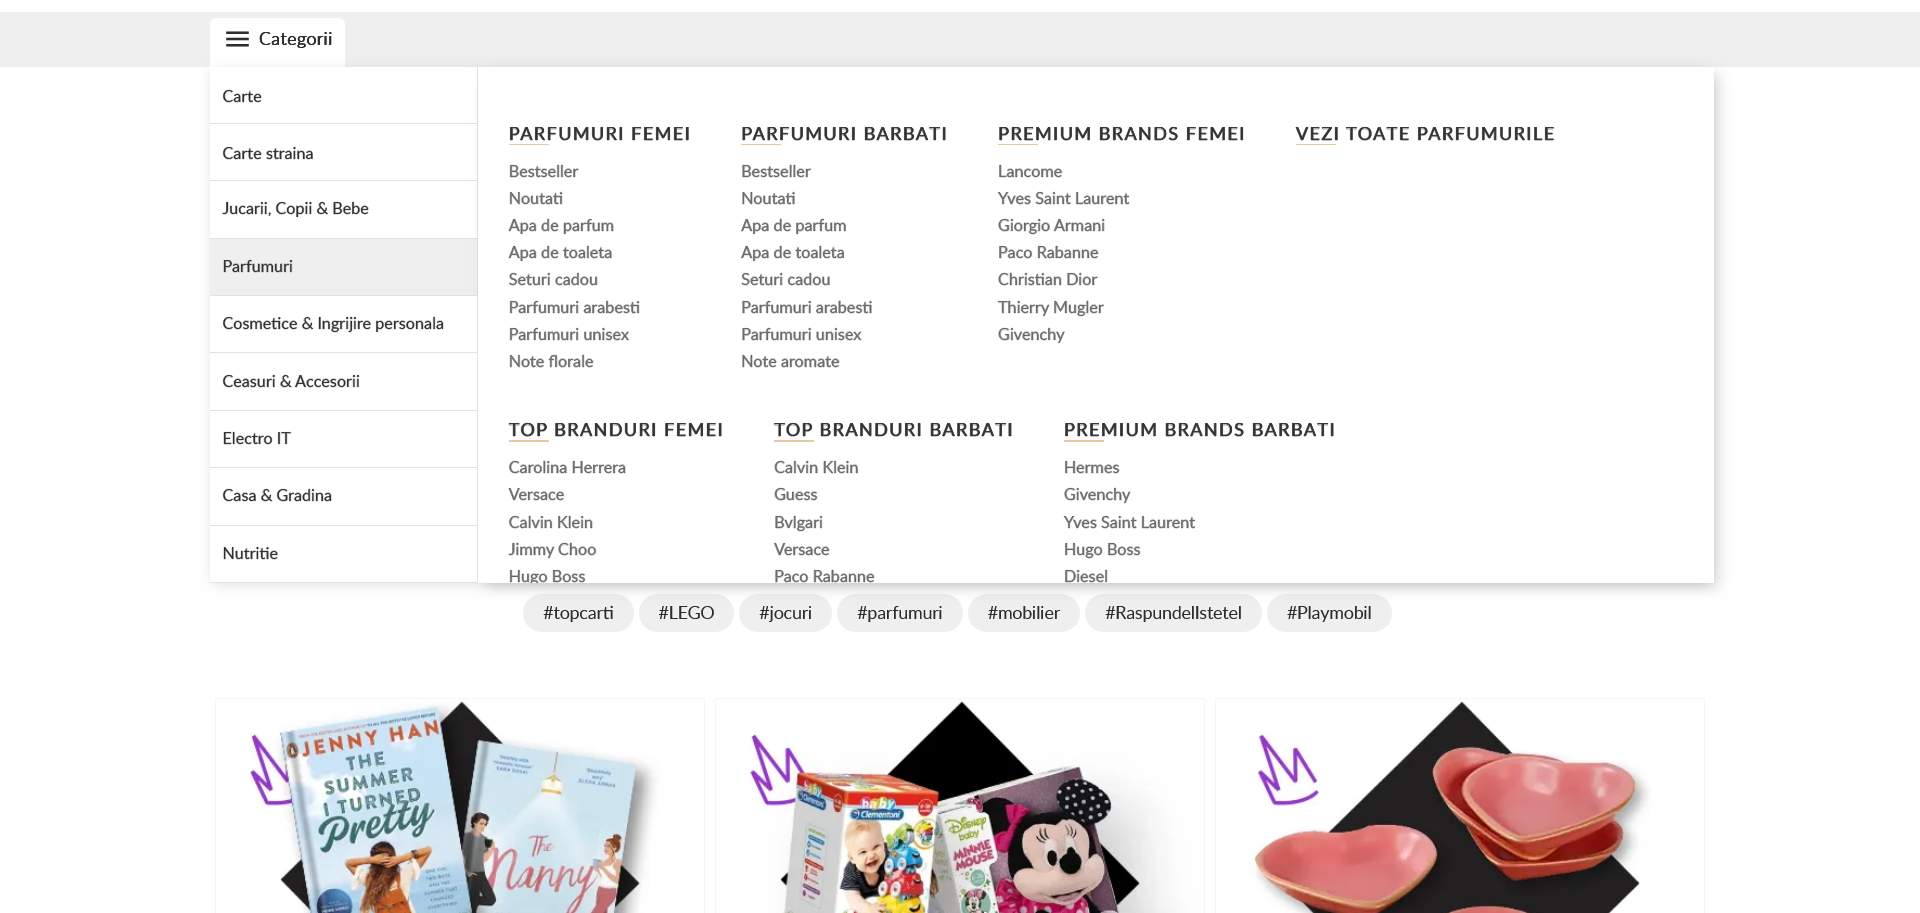 Categorii
Carte
Carte straina
Jucarii, Copii & Bebe
Parfumuri
Cosmetice & Ingrijire personala
Ceasuri & Accesorii
Electro IT
Casa & Gradina
Nutritie
PARFUMURI FEMEI
Bestseller
Noutati
Apa de parfum
Apa de toaleta
Seturi cadou
Parfumuri arabesti
Parfumuri unisex
Note florale
PARFUMURI BARBATI
Bestseller
Noutati
Apa de parfum
Apa de toaleta
Seturi cadou
Parfumuri arabesti
Parfumuri unisex
Note aromate
PREMIUM BRANDS FEMEI
Lancome
Yves Saint Laurent
Giorgio Armani
Paco Rabanne
Christian Dior
Thierry Mugler
Givenchy
VEZI TOATE PARFUMURILE
TOP BRANDURI FEMEI
Carolina Herrera
Versace
Calvin Klein
Jimmy Choo
Hugo Boss
TOP BRANDURI BARBATI
Calvin Klein
Guess
Bvlgari
Versace
Paco Rabanne
PREMIUM BRANDS BARBATI
Hermes
Givenchy
Yves Saint Laurent
Hugo Boss
Diesel
#topcarti
#LEGO
#jocuri
#parfumuri
#mobilier
#RaspundeIIstetel
#Playmobil
JENNY HAN
THE
SUMMER
I TURNED
Pretty
The
Nanny
baby
Clementoni
baby
Clementoni
Disney
baby
MINNIE
MOUSE